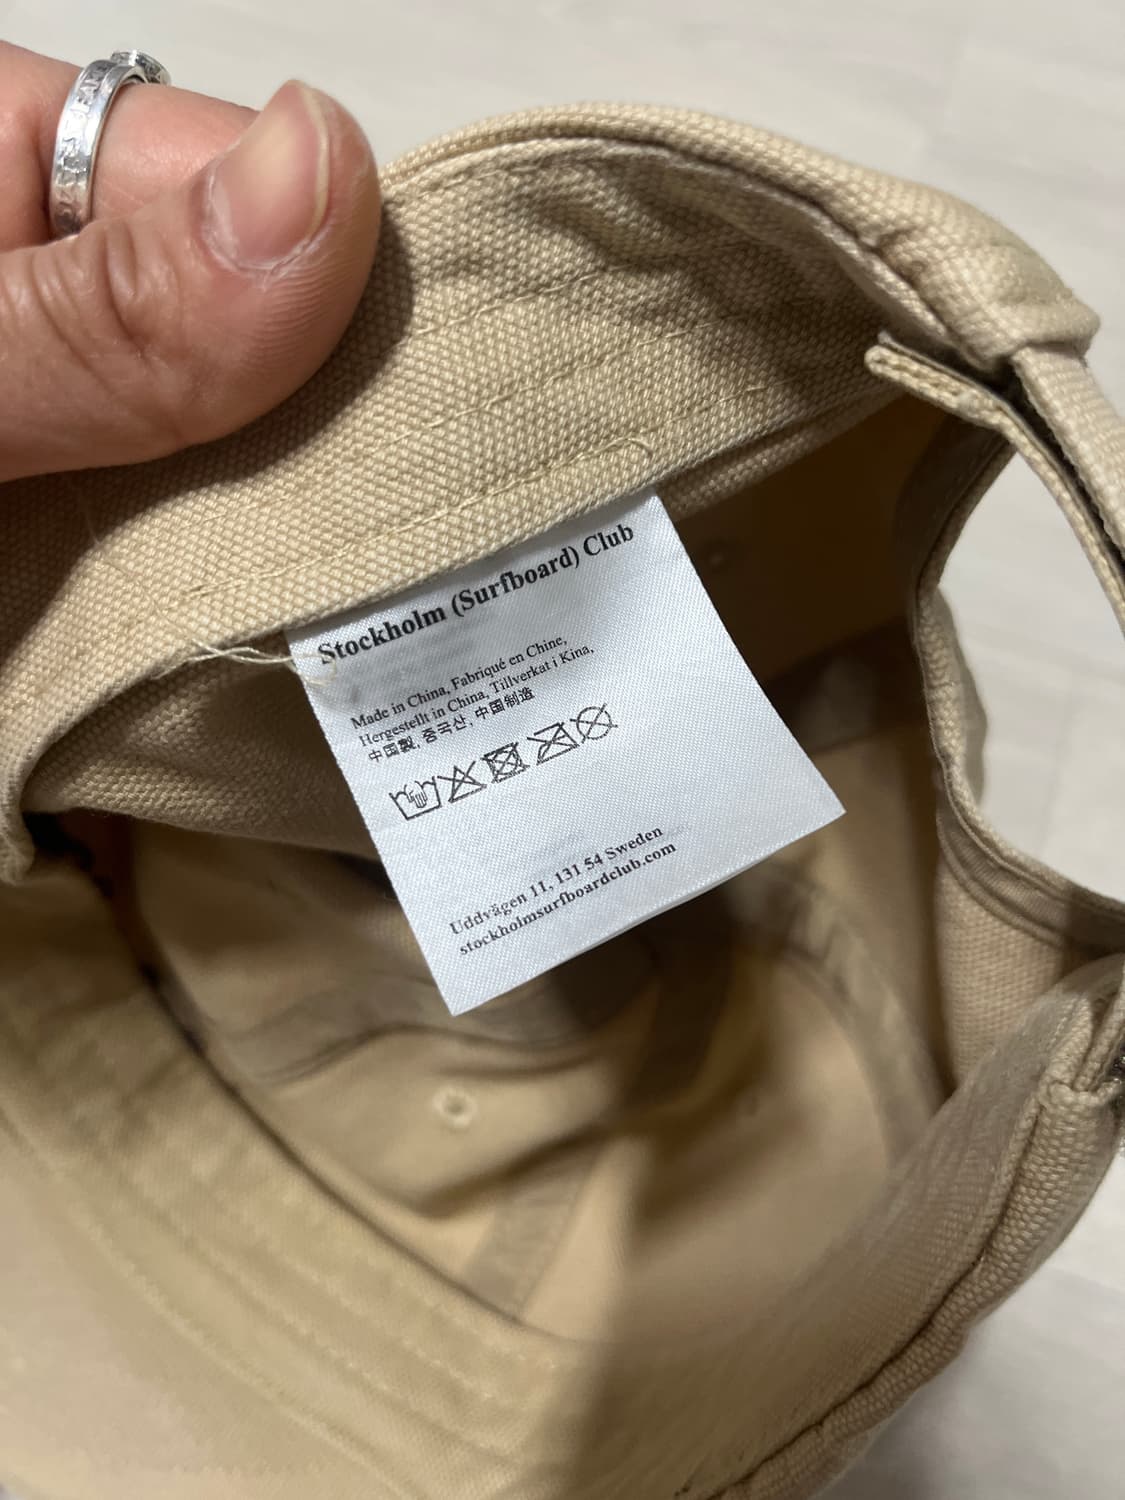 Stockholm (Surfboard) Club
Made in China, Fabriqué en Chine,
Hergestellt in China, Tillverkat i Kina,
中国製, 중국산, 中国制造
Uddvägen 11, 131 54 Sweden
stockholmsurfboardclub.com